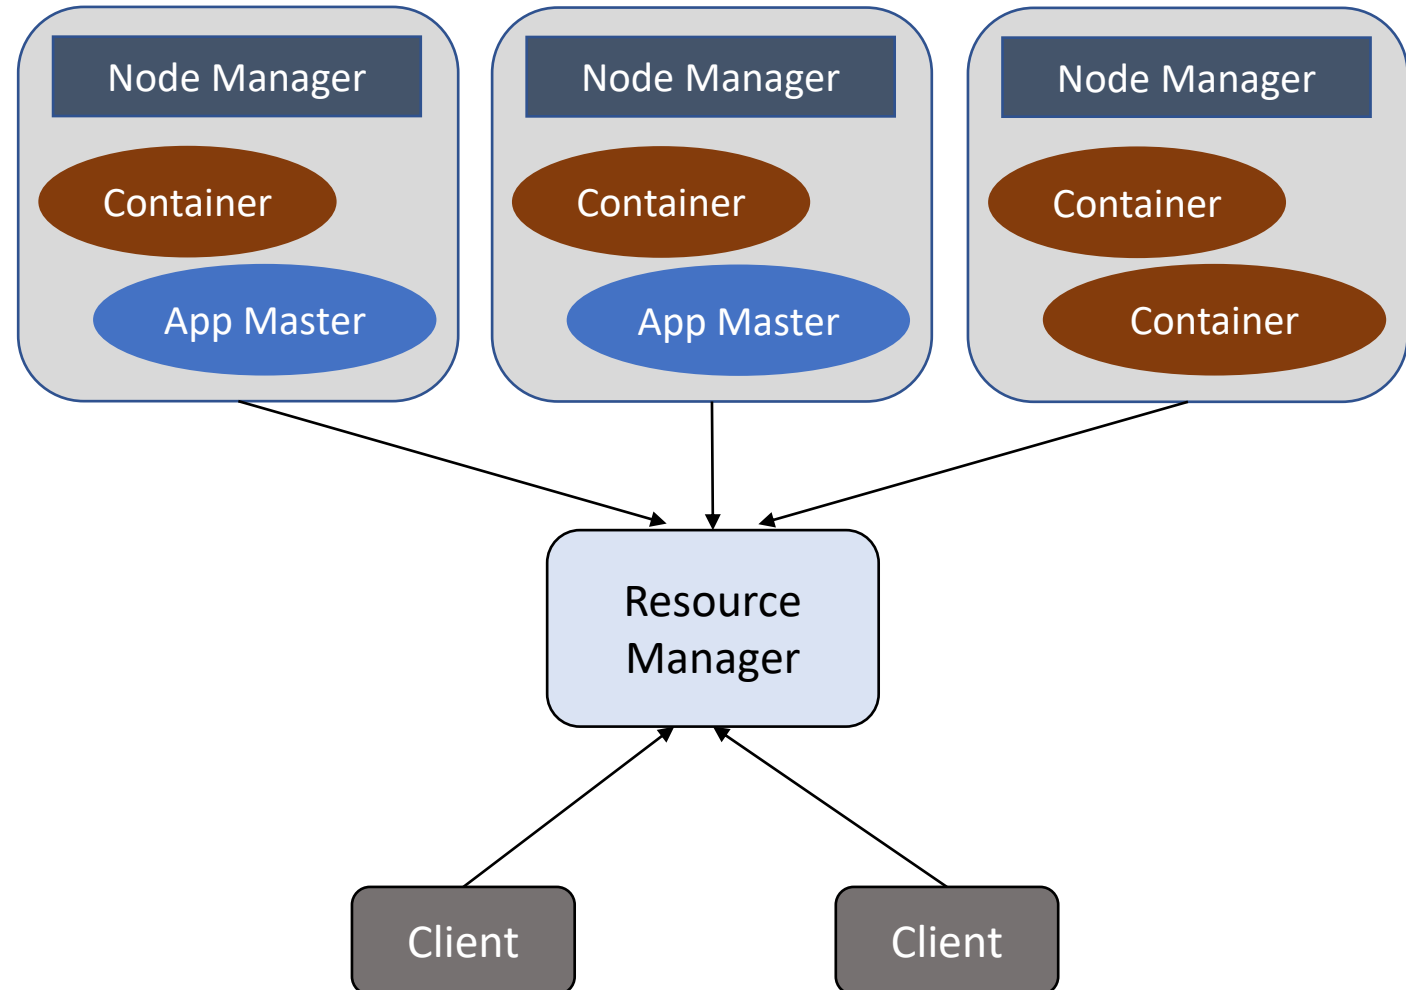 Node Manager
Node Manager
Node Manager
Container
Container
Container
App Master
App Master
Container
Resource
Manager
Client
Client